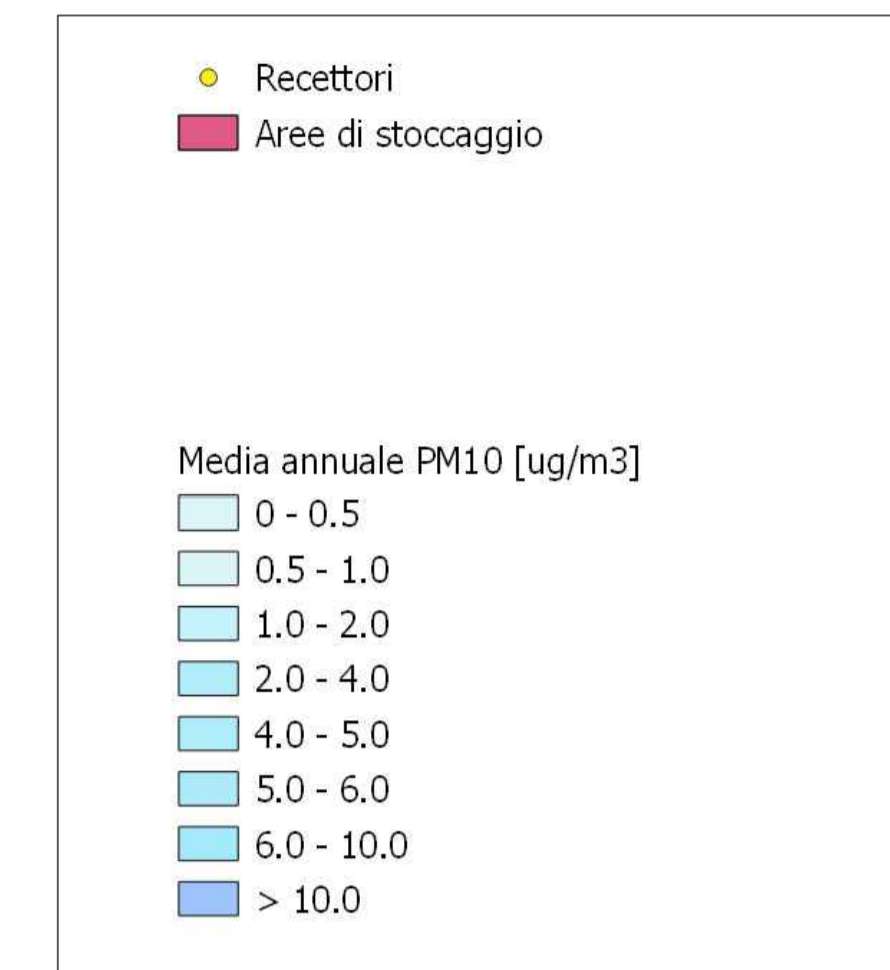 Recettori
Aree di stoccaggio
Media annuale PM10 [ug/m3]
0 - 0.5
0.5 - 1.0
1.0 - 2.0
2.0 - 4.0
4.0 - 5.0
5.0 - 6.0
6.0 - 10.0
> 10.0